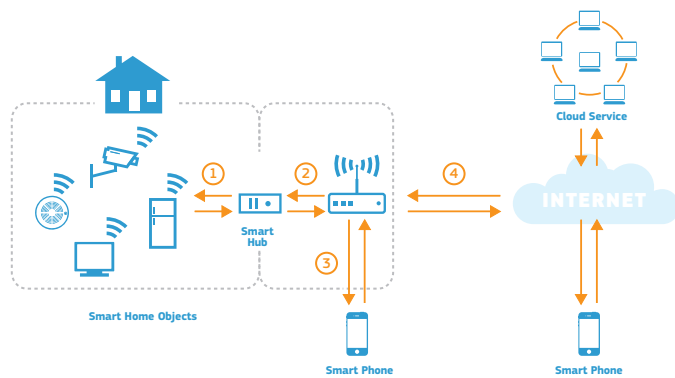 Cloud Service
1
2
4
INTERNET
Smart
Hub
3
Smart Home Objects
Smart Phone
Smart Phone